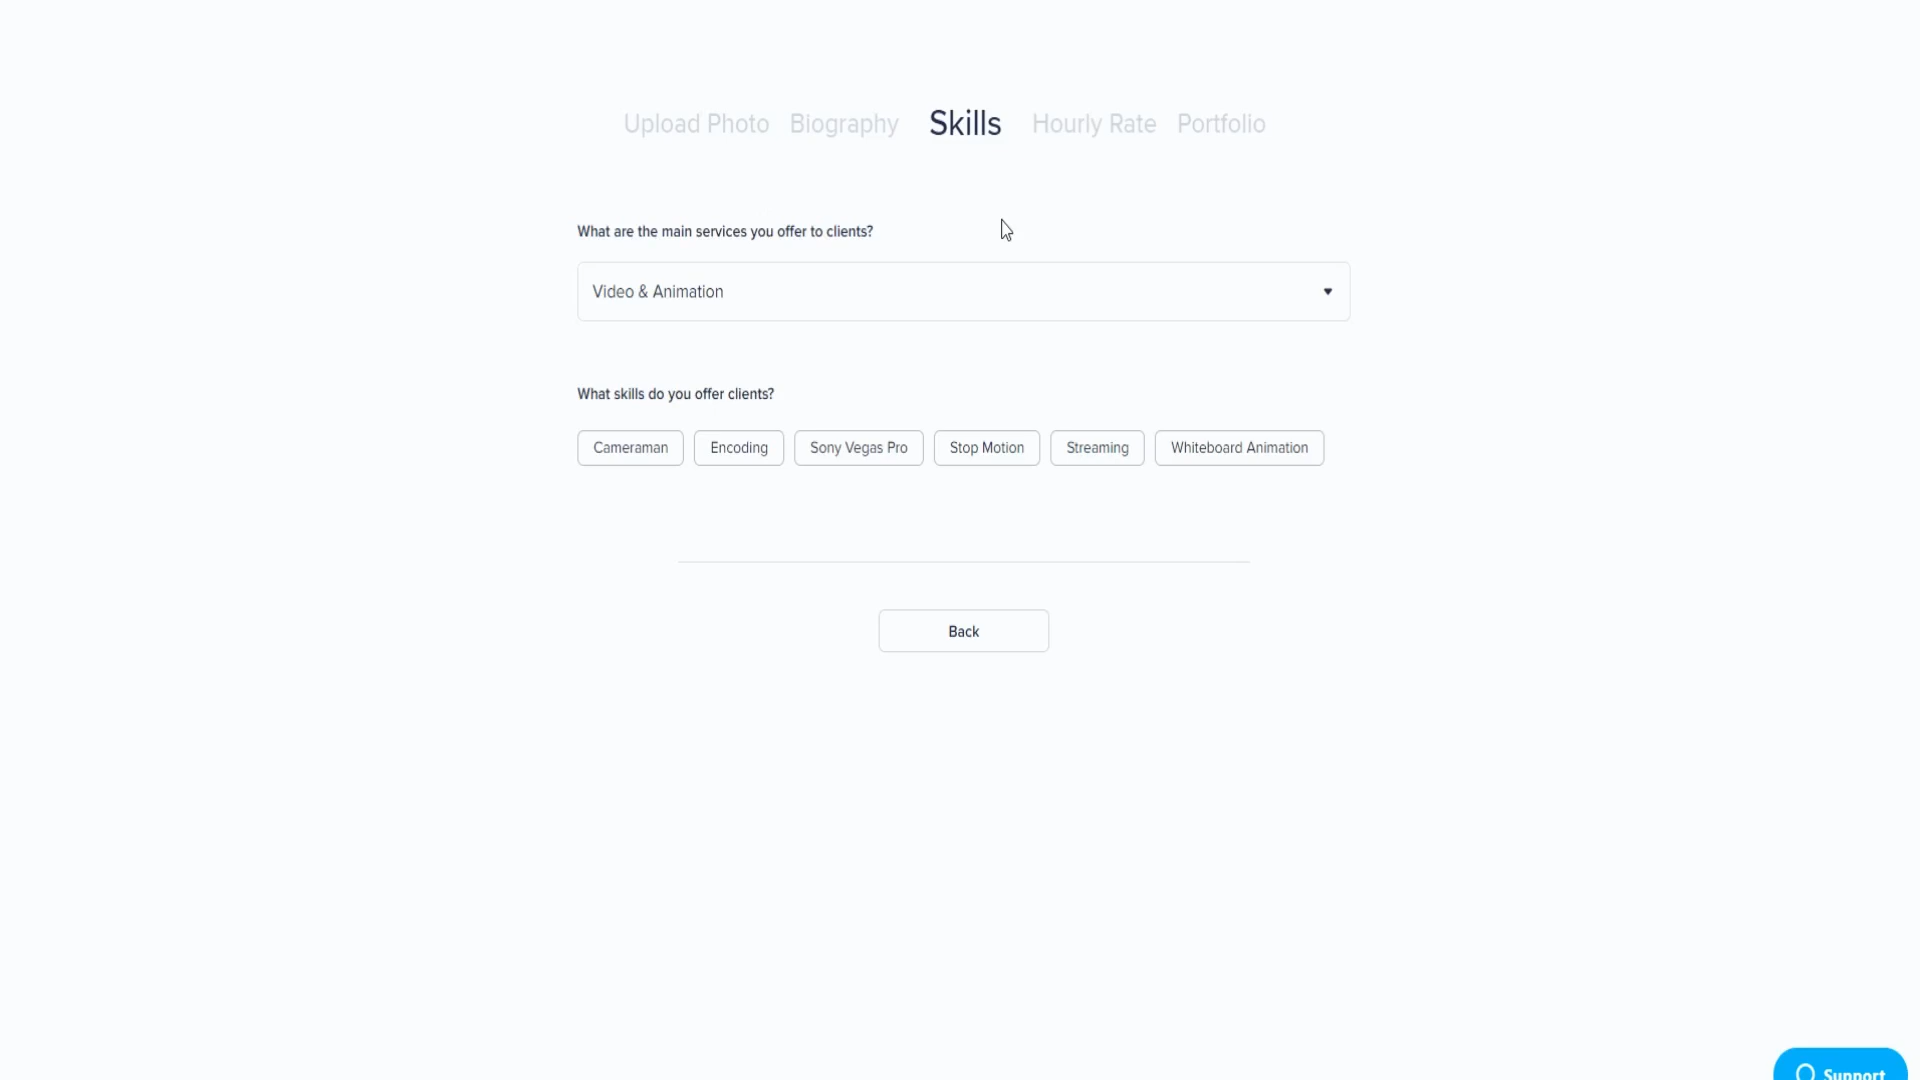 Upload Photo Biography Skills Hourly Rate Portfolio
What are the main services you offer to clients?
Video & Animation
What skills do you offer clients?
Cameraman Encoding Sony Vegas Pro Stop Motion Streaming Whiteboard Animation
Back
Support